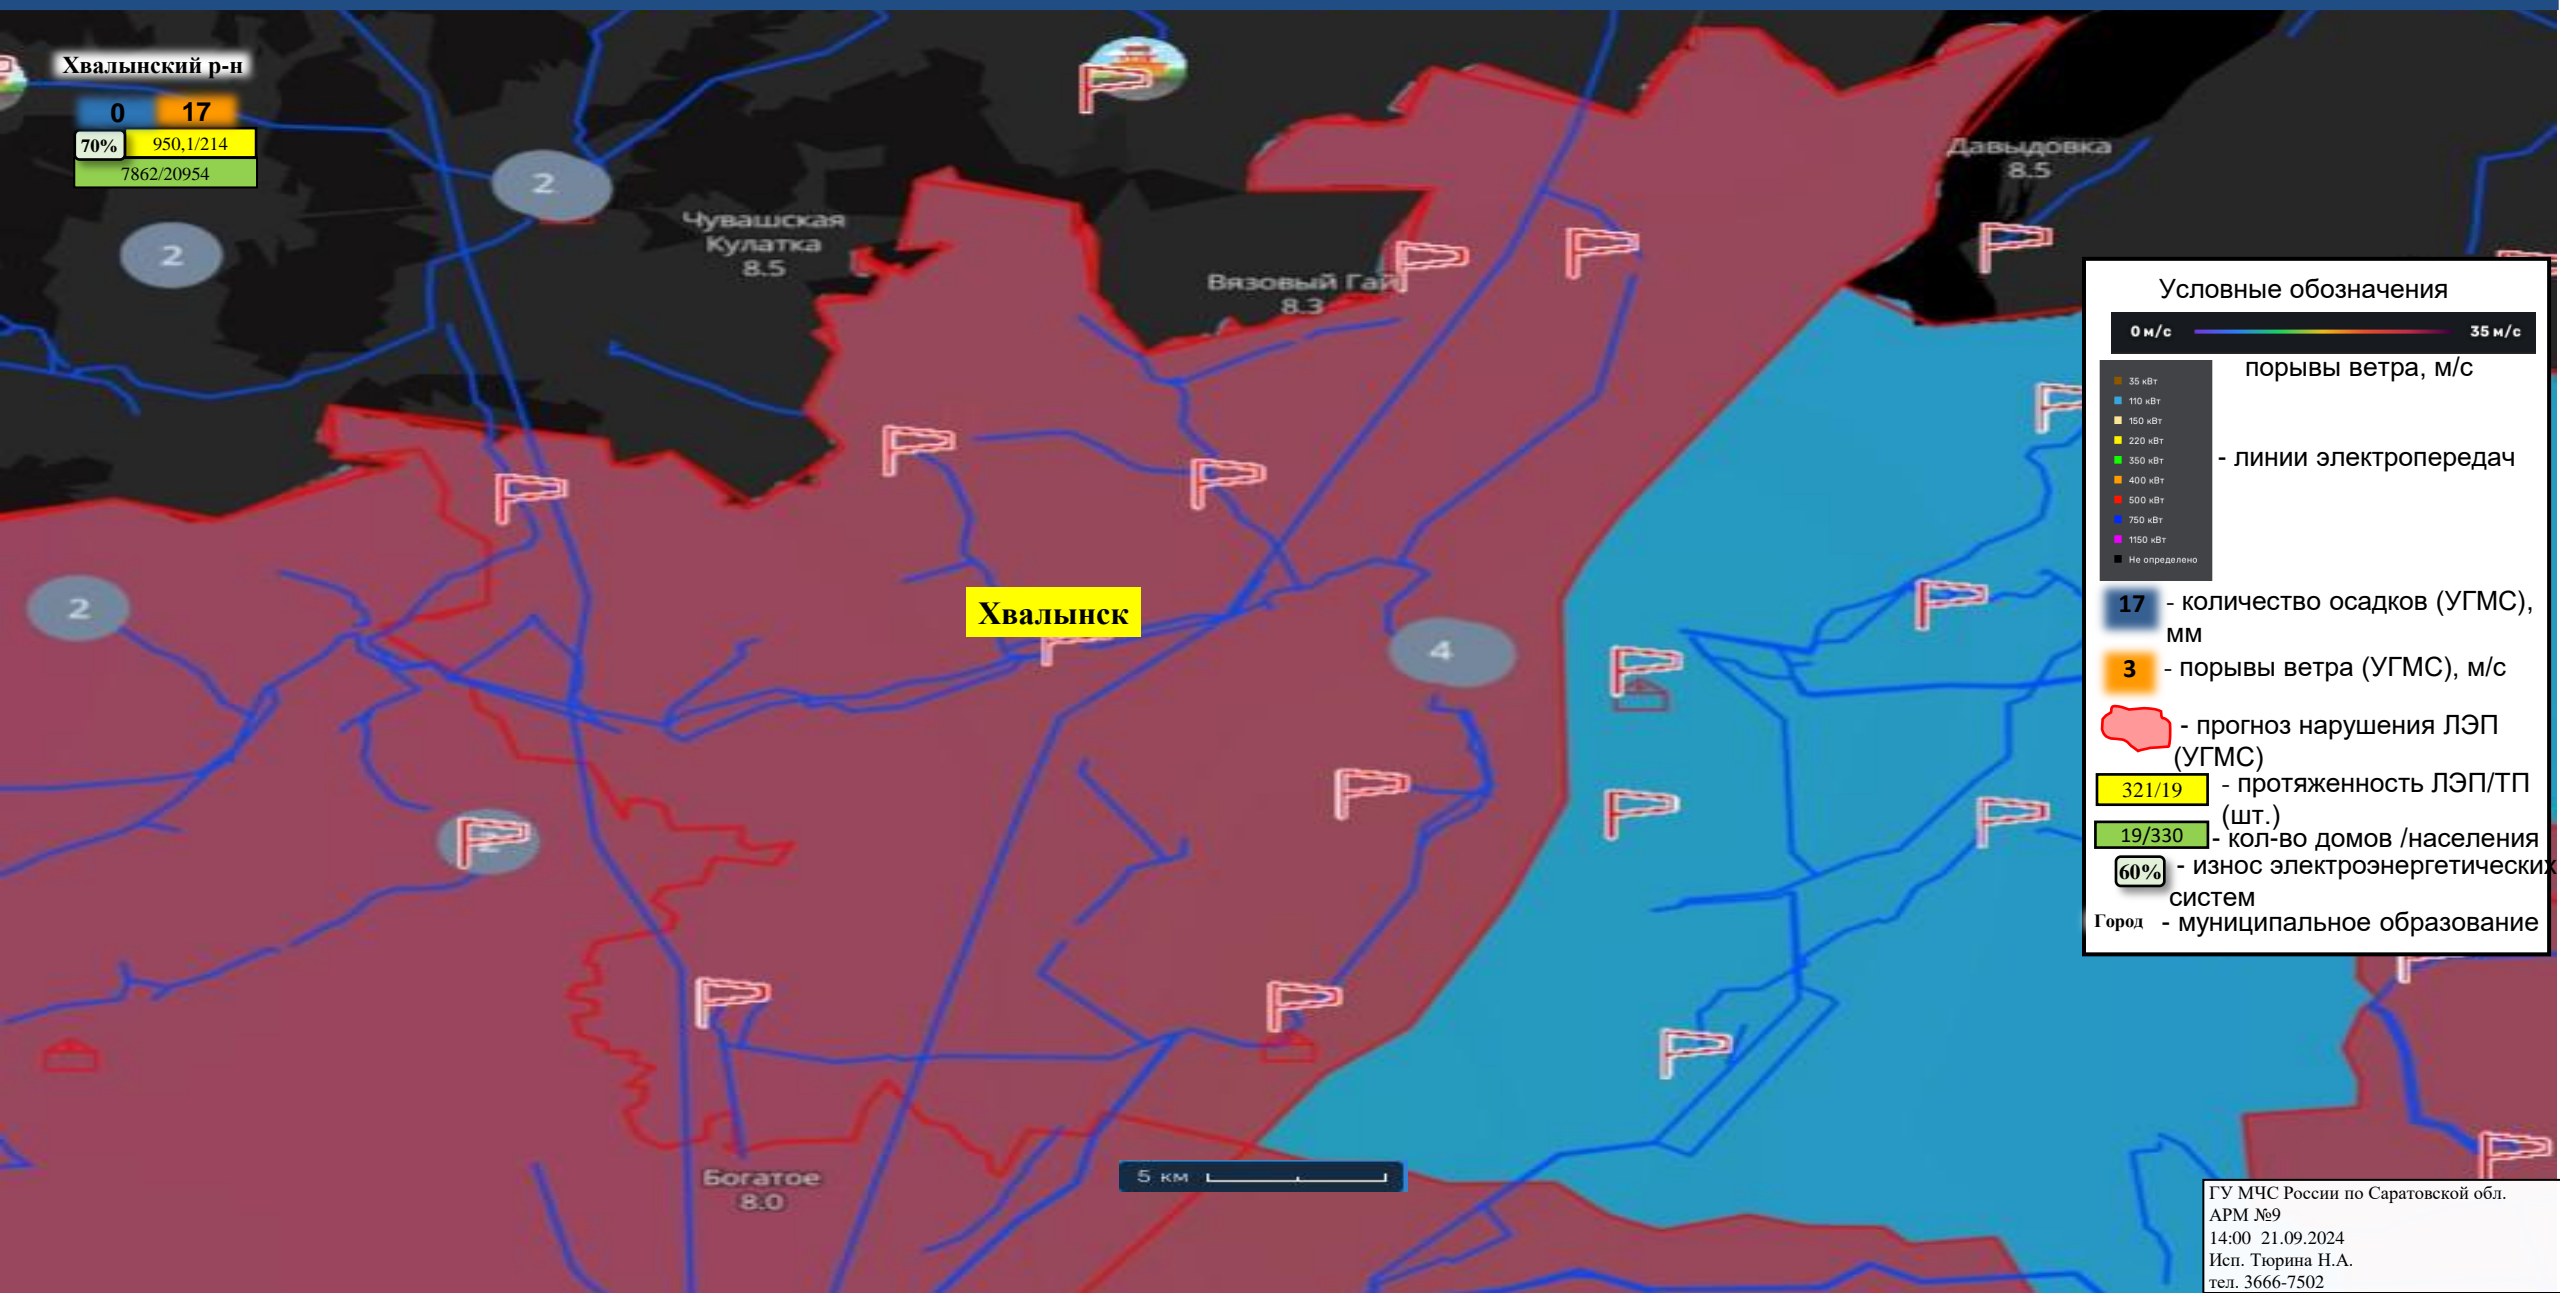 Хвалынский р-н
0 17
70% 950,1/214
7862/20954
2
2
Чувашская
Кулатка
8.5
Вязовый Гай
8.3
Давыдовка
8.5
2
Хвалынск
4
Богатое
8.0
5 км
Условные обозначения
0 м/с 35 м/с
порывы ветра, м/с
35 кВт
110 кВт
150 кВт
220 кВт
350 кВт
400 кВт
500 кВт
750 кВт
1150 кВт
Не определено
- линии электропередач
17 - количество осадков (УГМС),
мм
3 - порывы ветра (УГМС), м/с
- прогноз нарушения ЛЭП
(УГМС)
321/19 - протяженность ЛЭП/ТП
(шт.)
19/330 - кол-во домов /населения
60% - износ электроэнергетических
систем
Город - муниципальное образование
ГУ МЧС России по Саратовской обл.
АРМ №9
14:00 21.09.2024
Исп. Тюрина Н.А.
тел. 3666-7502